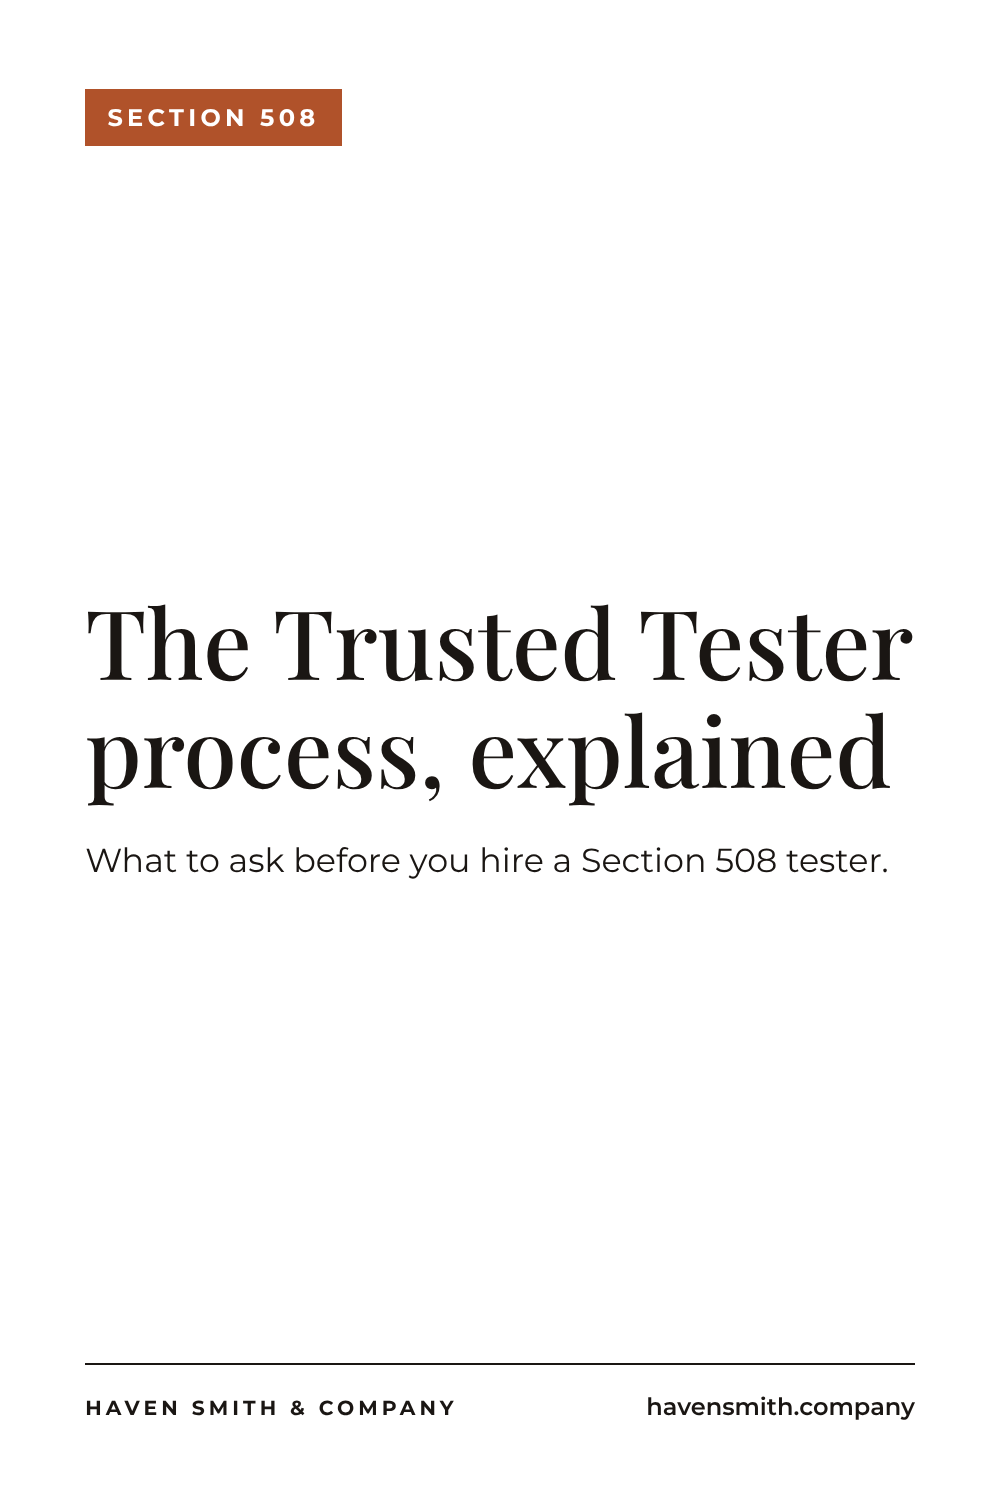 SECTION 508
The Trusted Tester
process, explained
What to ask before you hire a Section 508 tester.
HAVEN SMITH & COMPANY
havensmith.company